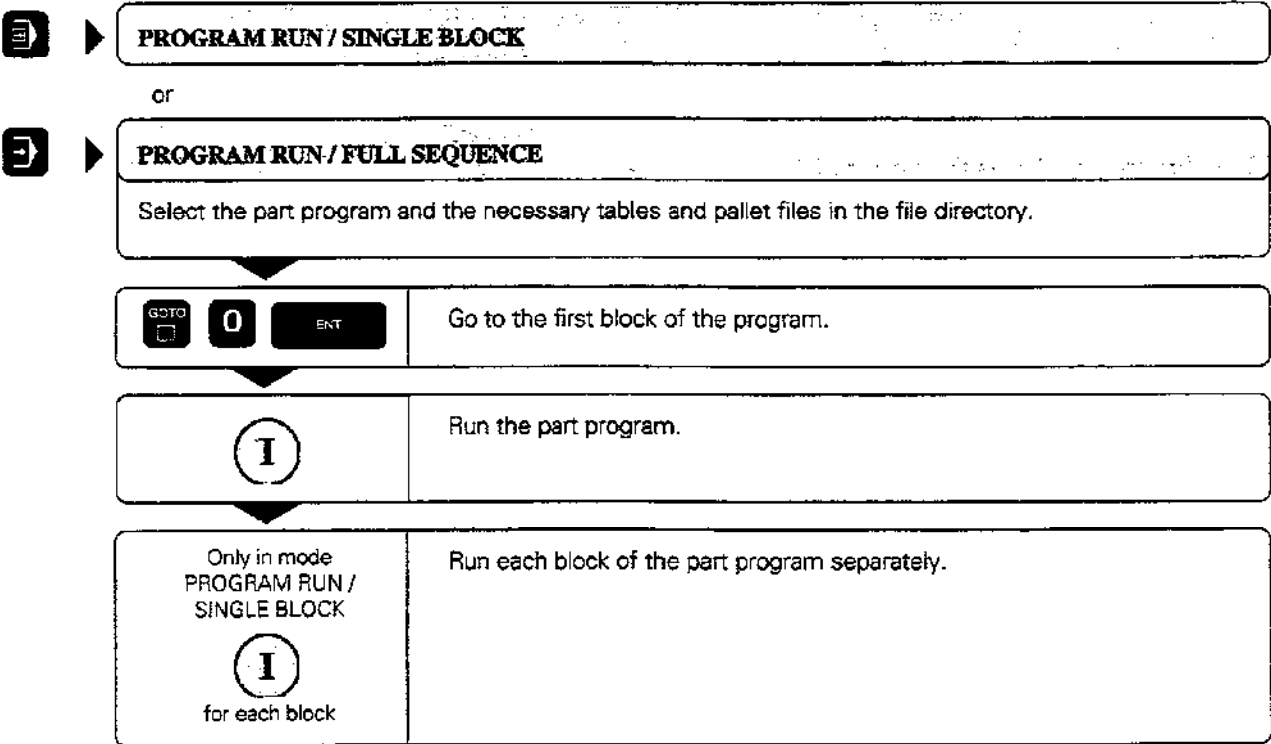 PROGRAM RUN / SINGLE BLOCK
or
PROGRAM RUN / FULL SEQUENCE
Select the part program and the necessary tables and pallet files in the file directory.
GOTO 0 ENT
Go to the first block of the program.
I
Run the part program.
Only in mode
PROGRAM RUN /
SINGLE BLOCK
I
for each block
Run each block of the part program separately.